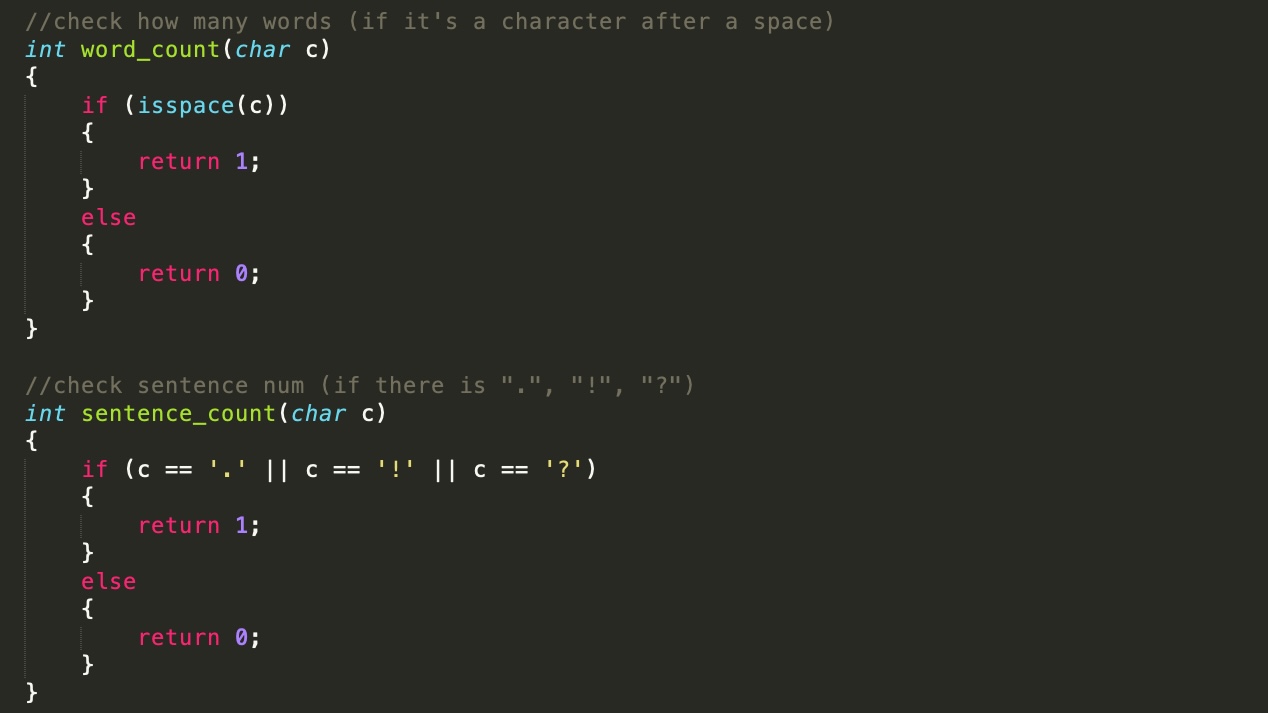 //check how many words (if it's a character after a space)
int word_count(char c)
{
    if (isspace(c))
    {
        return 1;
    }
    else
    {
        return 0;
    }
}

//check sentence num (if there is ".", "!", "?")
int sentence_count(char c)
{
    if (c == '.' || c == '!' || c == '?')
    {
        return 1;
    }
    else
    {
        return 0;
    }
}